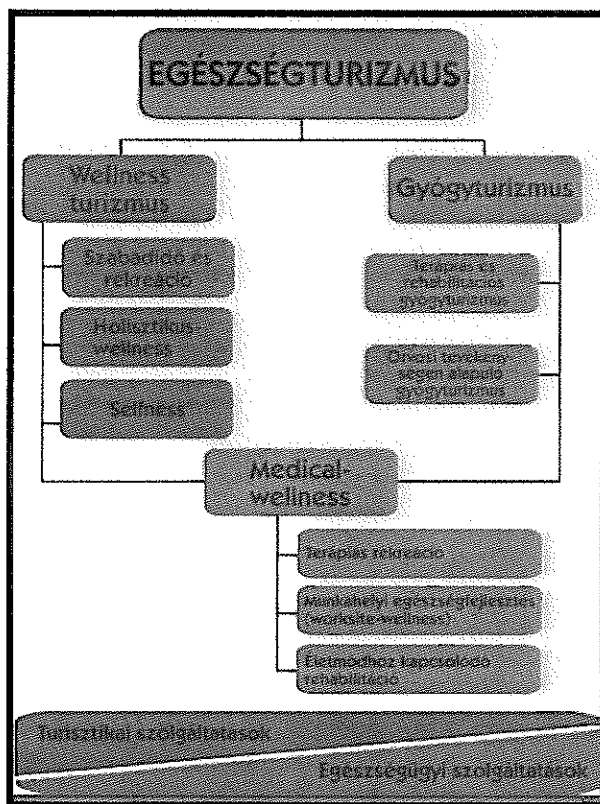 EGÉSZSÉGTURIZMUS
Wellness
turizmus
Gyógyturizmus
Szabadidő és
rekreáció
Holisztikus
wellness
Selfness
Terápiás és
rehabilitációs
gyógyturizmus
Orvosi tevékeny-
ségen alapuló
gyógyturizmus
Medical-
wellness
Terápiás rekreáció
Munkahelyi egészségfejlesztés
"worksite-wellness"
Életmódhoz kapcsolódó
rehabilitáció
Turisztikai szolgáltatások
Egészségügyi szolgáltatások